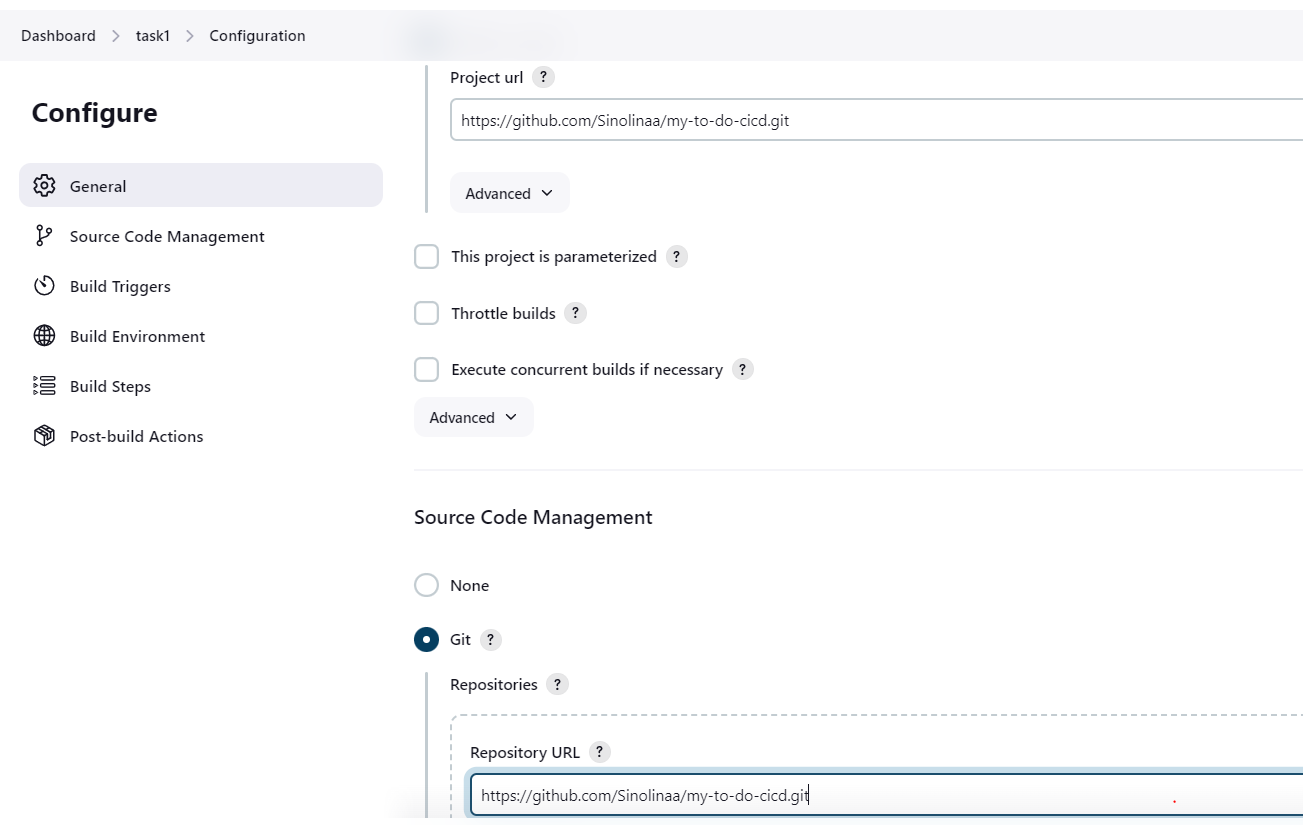 Dashboard > task1 > Configuration
Configure
General
Source Code Management
Build Triggers
Build Environment
Build Steps
Post-build Actions
Project url ?
https://github.com/Sinolinaa/my-to-do-cicd.git
Advanced
This project is parameterized ?
Throttle builds ?
Execute concurrent builds if necessary ?
Advanced
Source Code Management
None
Git ?
Repositories ?
Repository URL ?
https://github.com/Sinolinaa/my-to-do-cicd.git